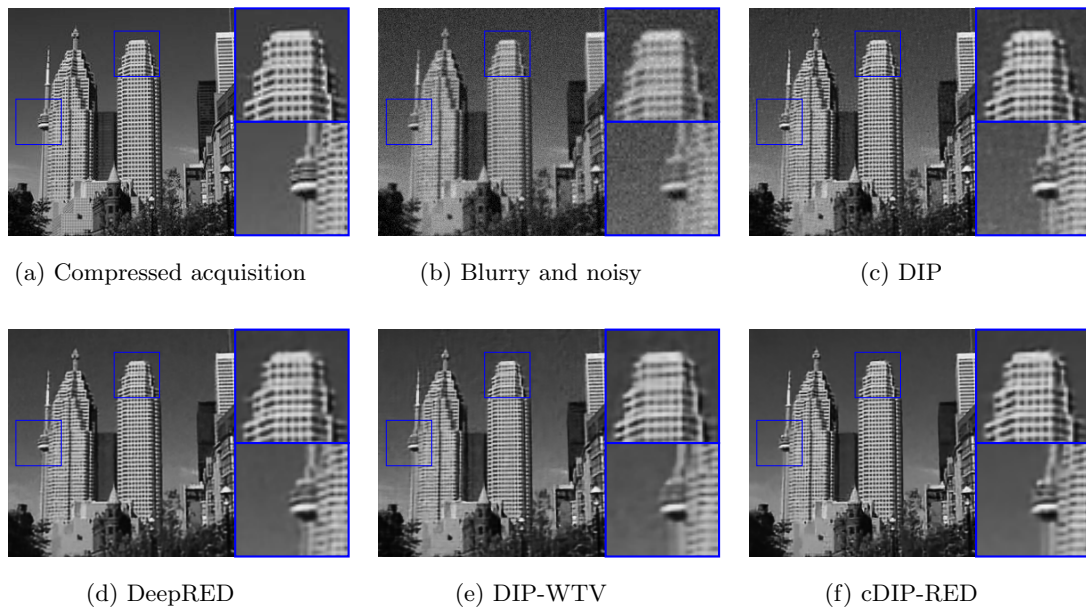 (a) Compressed acquisition
(b) Blurry and noisy
(c) DIP
(d) DeepRED
(e) DIP-WTV
(f) cDIP-RED